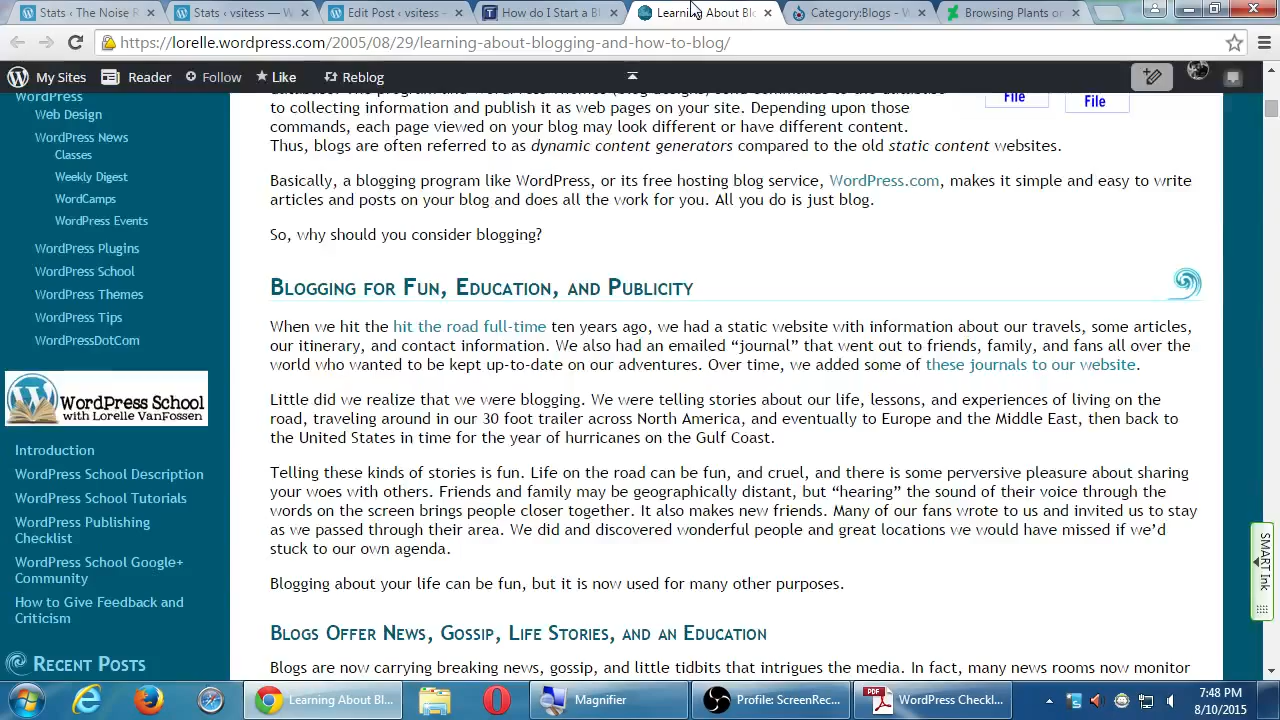 Stats ‹ The Noise R
Stats ‹ vsitess — W
Edit Post ‹ vsitess
How do I Start a Bl
Learning About Blo
Category:Blogs - W
Browsing Plants or
https://lorelle.wordpress.com/2005/08/29/learning-about-blogging-and-how-to-blog/
My Sites Reader Follow Like Reblog
WordPress
Web Design
WordPress News
Classes
Weekly Digest
WordCamps
WordPress Events
WordPress Plugins
WordPress School
WordPress Themes
WordPress Tips
WordPressDotCom
WordPress School
with Lorelle VanFossen
Introduction
WordPress School Description
WordPress School Tutorials
WordPress Publishing
Checklist
WordPress School Google+
Community
How to Give Feedback and
Criticism
Recent Posts
File File
to collecting information and publish it as web pages on your site. Depending upon those
commands, each page viewed on your blog may look different or have different content.
Thus, blogs are often referred to as dynamic content generators compared to the old static content websites.
Basically, a blogging program like WordPress, or its free hosting blog service, WordPress.com, makes it simple and easy to write
articles and posts on your blog and does all the work for you. All you do is just blog.
So, why should you consider blogging?
Blogging for Fun, Education, and Publicity
When we hit the hit the road full-time ten years ago, we had a static website with information about our travels, some articles,
our itinerary, and contact information. We also had an emailed “journal” that went out to friends, family, and fans all over the
world who wanted to be kept up-to-date on our adventures. Over time, we added some of these journals to our website.
Little did we realize that we were blogging. We were telling stories about our life, lessons, and experiences of living on the
road, traveling around in our 30 foot trailer across North America, and eventually to Europe and the Middle East, then back to
the United States in time for the year of hurricanes on the Gulf Coast.
Telling these kinds of stories is fun. Life on the road can be fun, and cruel, and there is some perversive pleasure about sharing
your woes with others. Friends and family may be geographically distant, but “hearing” the sound of their voice through the
words on the screen brings people closer together. It also makes new friends. Many of our fans wrote to us and invited us to stay
as we passed through their area. We did and discovered wonderful people and great locations we would have missed if we’d
stuck to our own agenda.
Blogging about your life can be fun, but it is now used for many other purposes.
Blogs Offer News, Gossip, Life Stories, and an Education
Blogs are now carrying breaking news, gossip, and little tidbits that intrigues the media. In fact, many news rooms now monitor
SMART Ink
Learning About Bl...
Magnifier
Profile: ScreenRec...
PDF
WordPress Checkl...
7:48 PM
8/10/2015